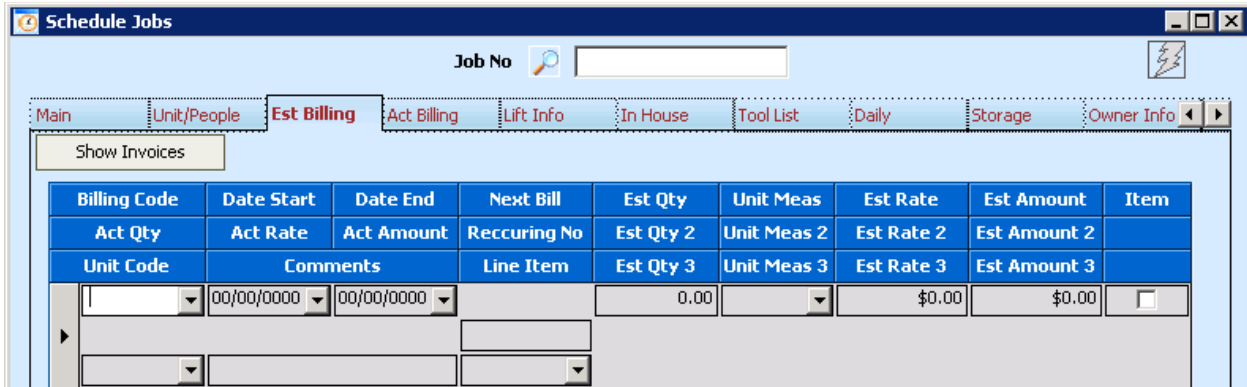 Schedule Jobs
Job No
Main Unit/People Est Billing Act Billing Lift Info In House Tool List Daily Storage Owner Info
Show Invoices
Billing Code Date Start Date End Next Bill Est Qty Unit Meas Est Rate Est Amount Item
Act Qty Act Rate Act Amount Reccuring No Est Qty 2 Unit Meas 2 Est Rate 2 Est Amount 2
Unit Code Comments Line Item Est Qty 3 Unit Meas 3 Est Rate 3 Est Amount 3
00/00/0000 00/00/0000 0.00 $0.00 $0.00